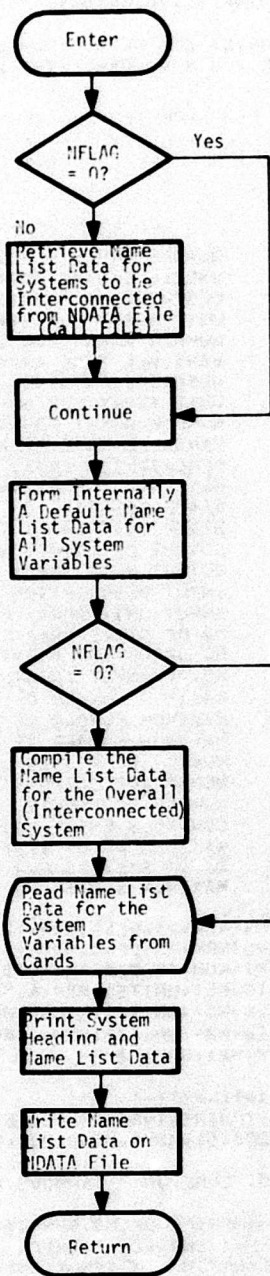 Enter
NFLAG
= 0?
Yes
No
Retrieve Name
List Data for
Systems to be
Interconnected
from NDATA File
(Call FILE)
Continue
Form Internally
A Default Name
List Data for
All System
Variables
NFLAG
= 0?
Compile the
Name List Data
for the Overall
(Interconnected)
System
Read Name List
Data for the
System
Variables from
Cards
Print System
Heading and
Name List Data
Write Name
List Data on
NDATA File
Return